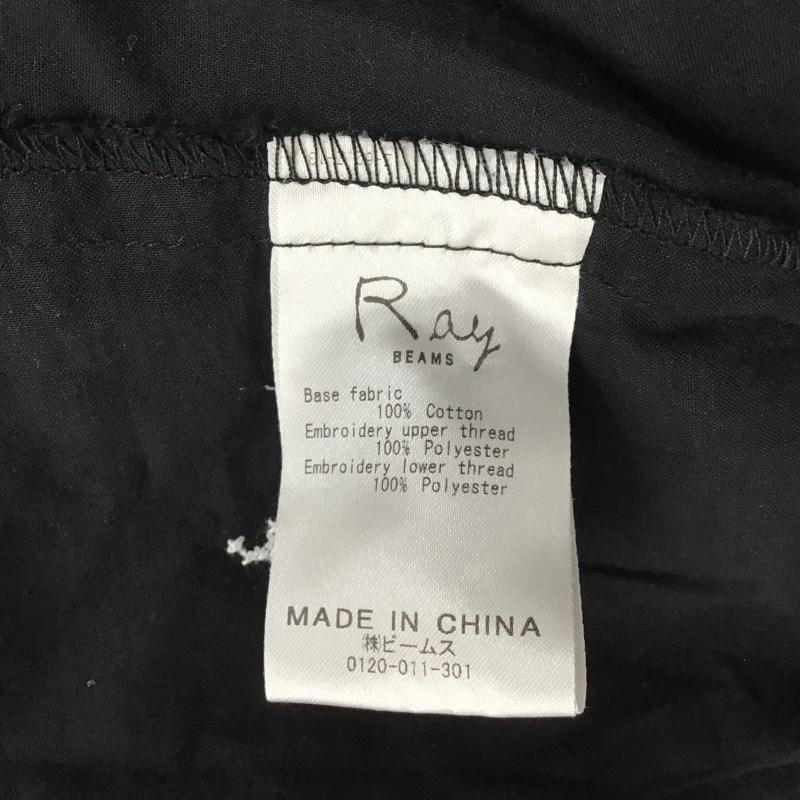 Ray
BEAMS
Base fabric
100% Cotton
Embroidery upper thread
100% Polyester
Embroidery lower thread
100% Polyester
MADE IN CHINA
㈱ビームス
0120-011-301